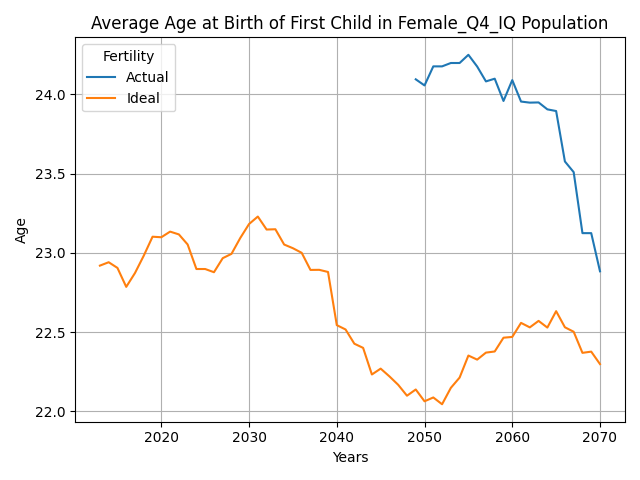 Average Age at Birth of First Child in Female_Q4_IQ Population
Fertility
Actual
Ideal
24.0
23.5
23.0
22.5
22.0
Age
2020 2030 2040 2050 2060 2070
Years